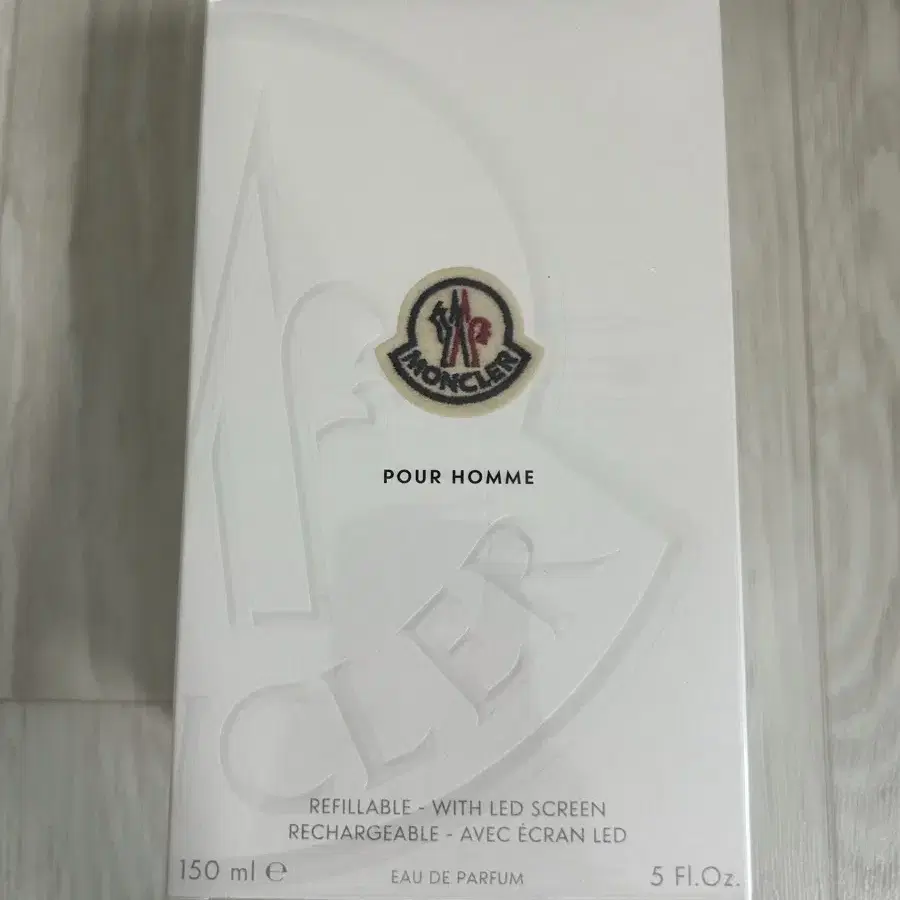 MONCLER
POUR HOMME
CLER
REFILLABLE - WITH LED SCREEN
RECHARGEABLE - AVEC ÉCRAN LED
150 ml ℮
EAU DE PARFUM
5 Fl.Oz.